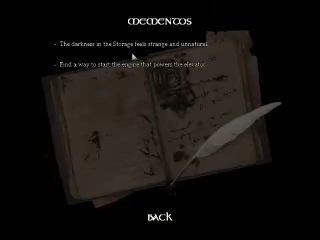 MEMENTOS
- The darkness in the Storage feels strange and unnatural.
- Find a way to start the engine that powers the elevator.
BACK